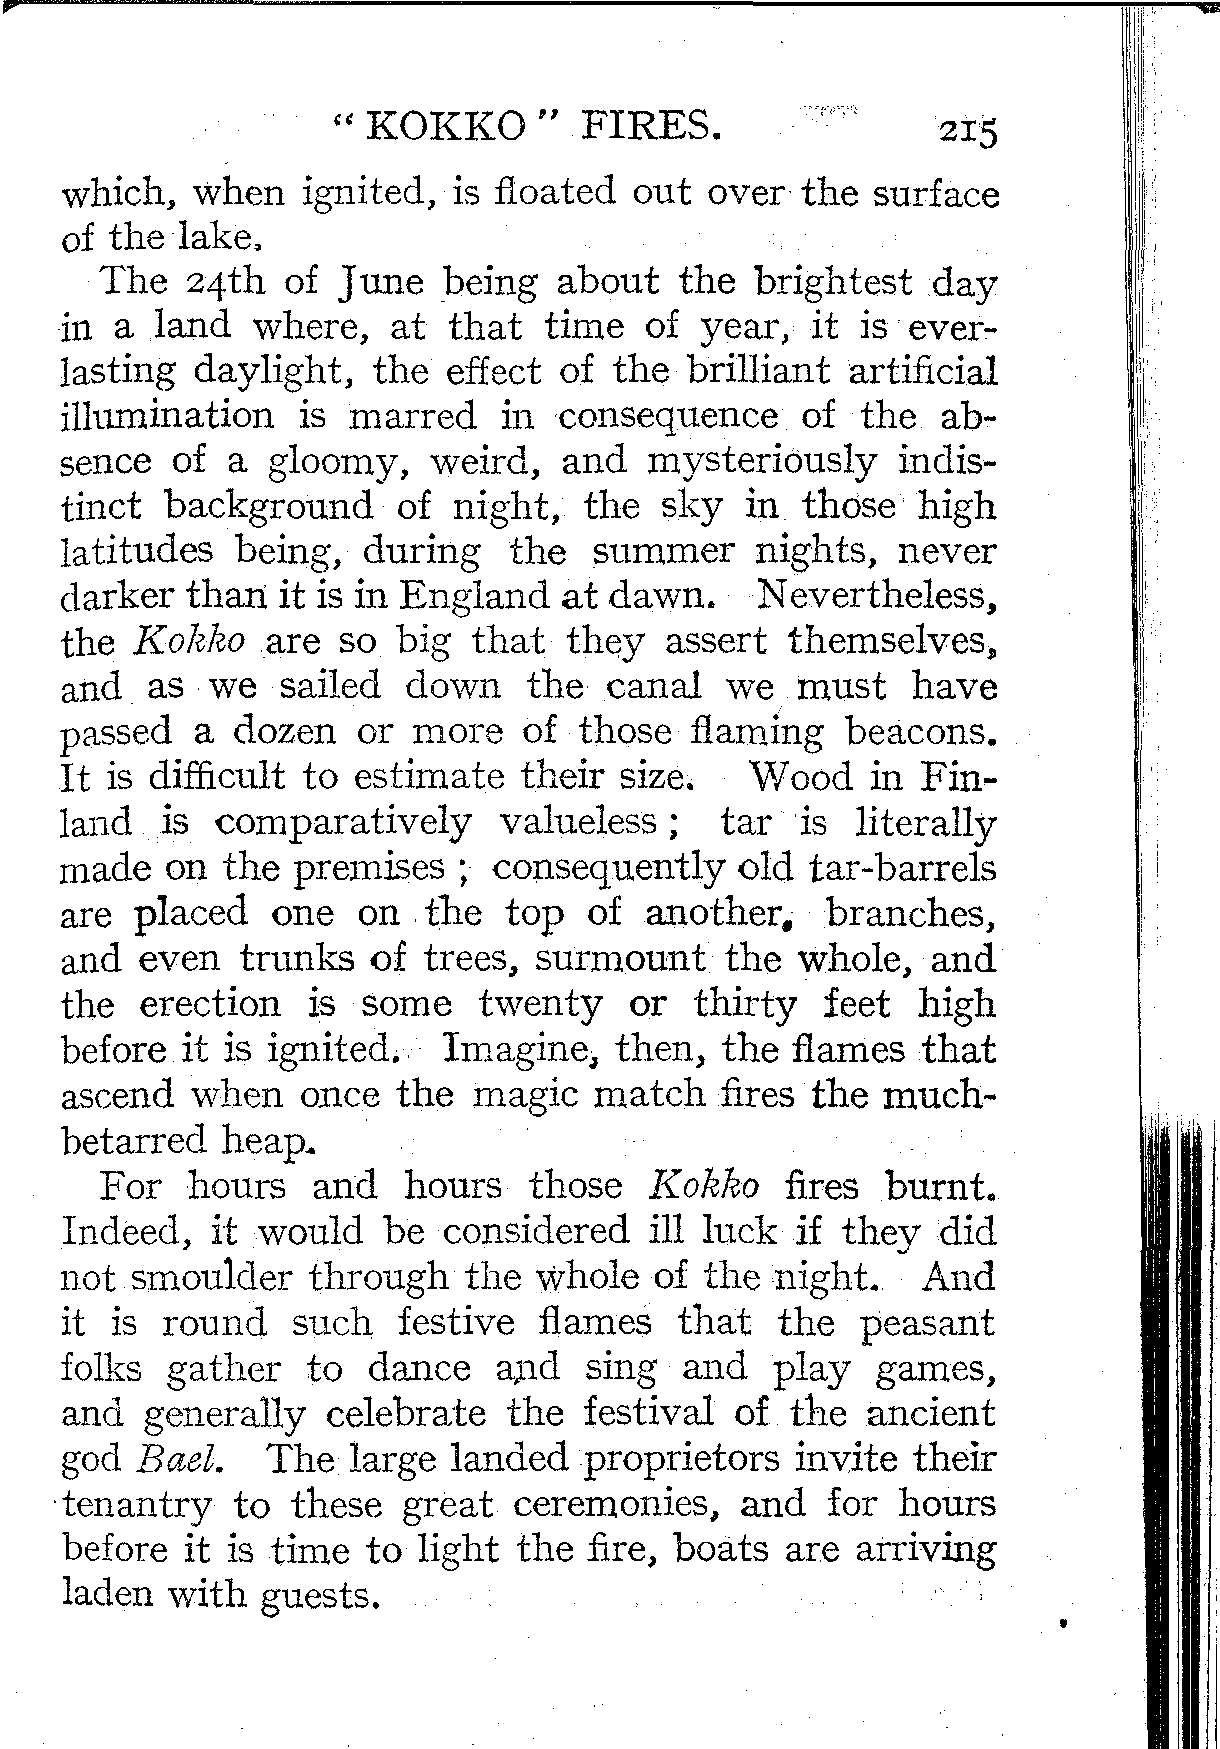 “ KOKKO ” FIRES. 215
which, when ignited, is floated out over the surface
of the lake.
The 24th of June being about the brightest day
in a land where, at that time of year, it is ever-
lasting daylight, the effect of the brilliant artificial
illumination is marred in consequence of the ab-
sence of a gloomy, weird, and mysteriously indis-
tinct background of night, the sky in those high
latitudes being, during the summer nights, never
darker than it is in England at dawn. Nevertheless,
the Kokko are so big that they assert themselves,
and as we sailed down the canal we must have
passed a dozen or more of those flaming beacons.
It is difficult to estimate their size. Wood in Fin-
land is comparatively valueless ; tar is literally
made on the premises ; consequently old tar-barrels
are placed one on the top of another, branches,
and even trunks of trees, surmount the whole, and
the erection is some twenty or thirty feet high
before it is ignited. Imagine, then, the flames that
ascend when once the magic match fires the much-
betarred heap.
For hours and hours those Kokko fires burnt.
Indeed, it would be considered ill luck if they did
not smoulder through the whole of the night. And
it is round such festive flames that the peasant
folks gather to dance and sing and play games,
and generally celebrate the festival of the ancient
god Bael. The large landed proprietors invite their
tenantry to these great ceremonies, and for hours
before it is time to light the fire, boats are arriving
laden with guests.